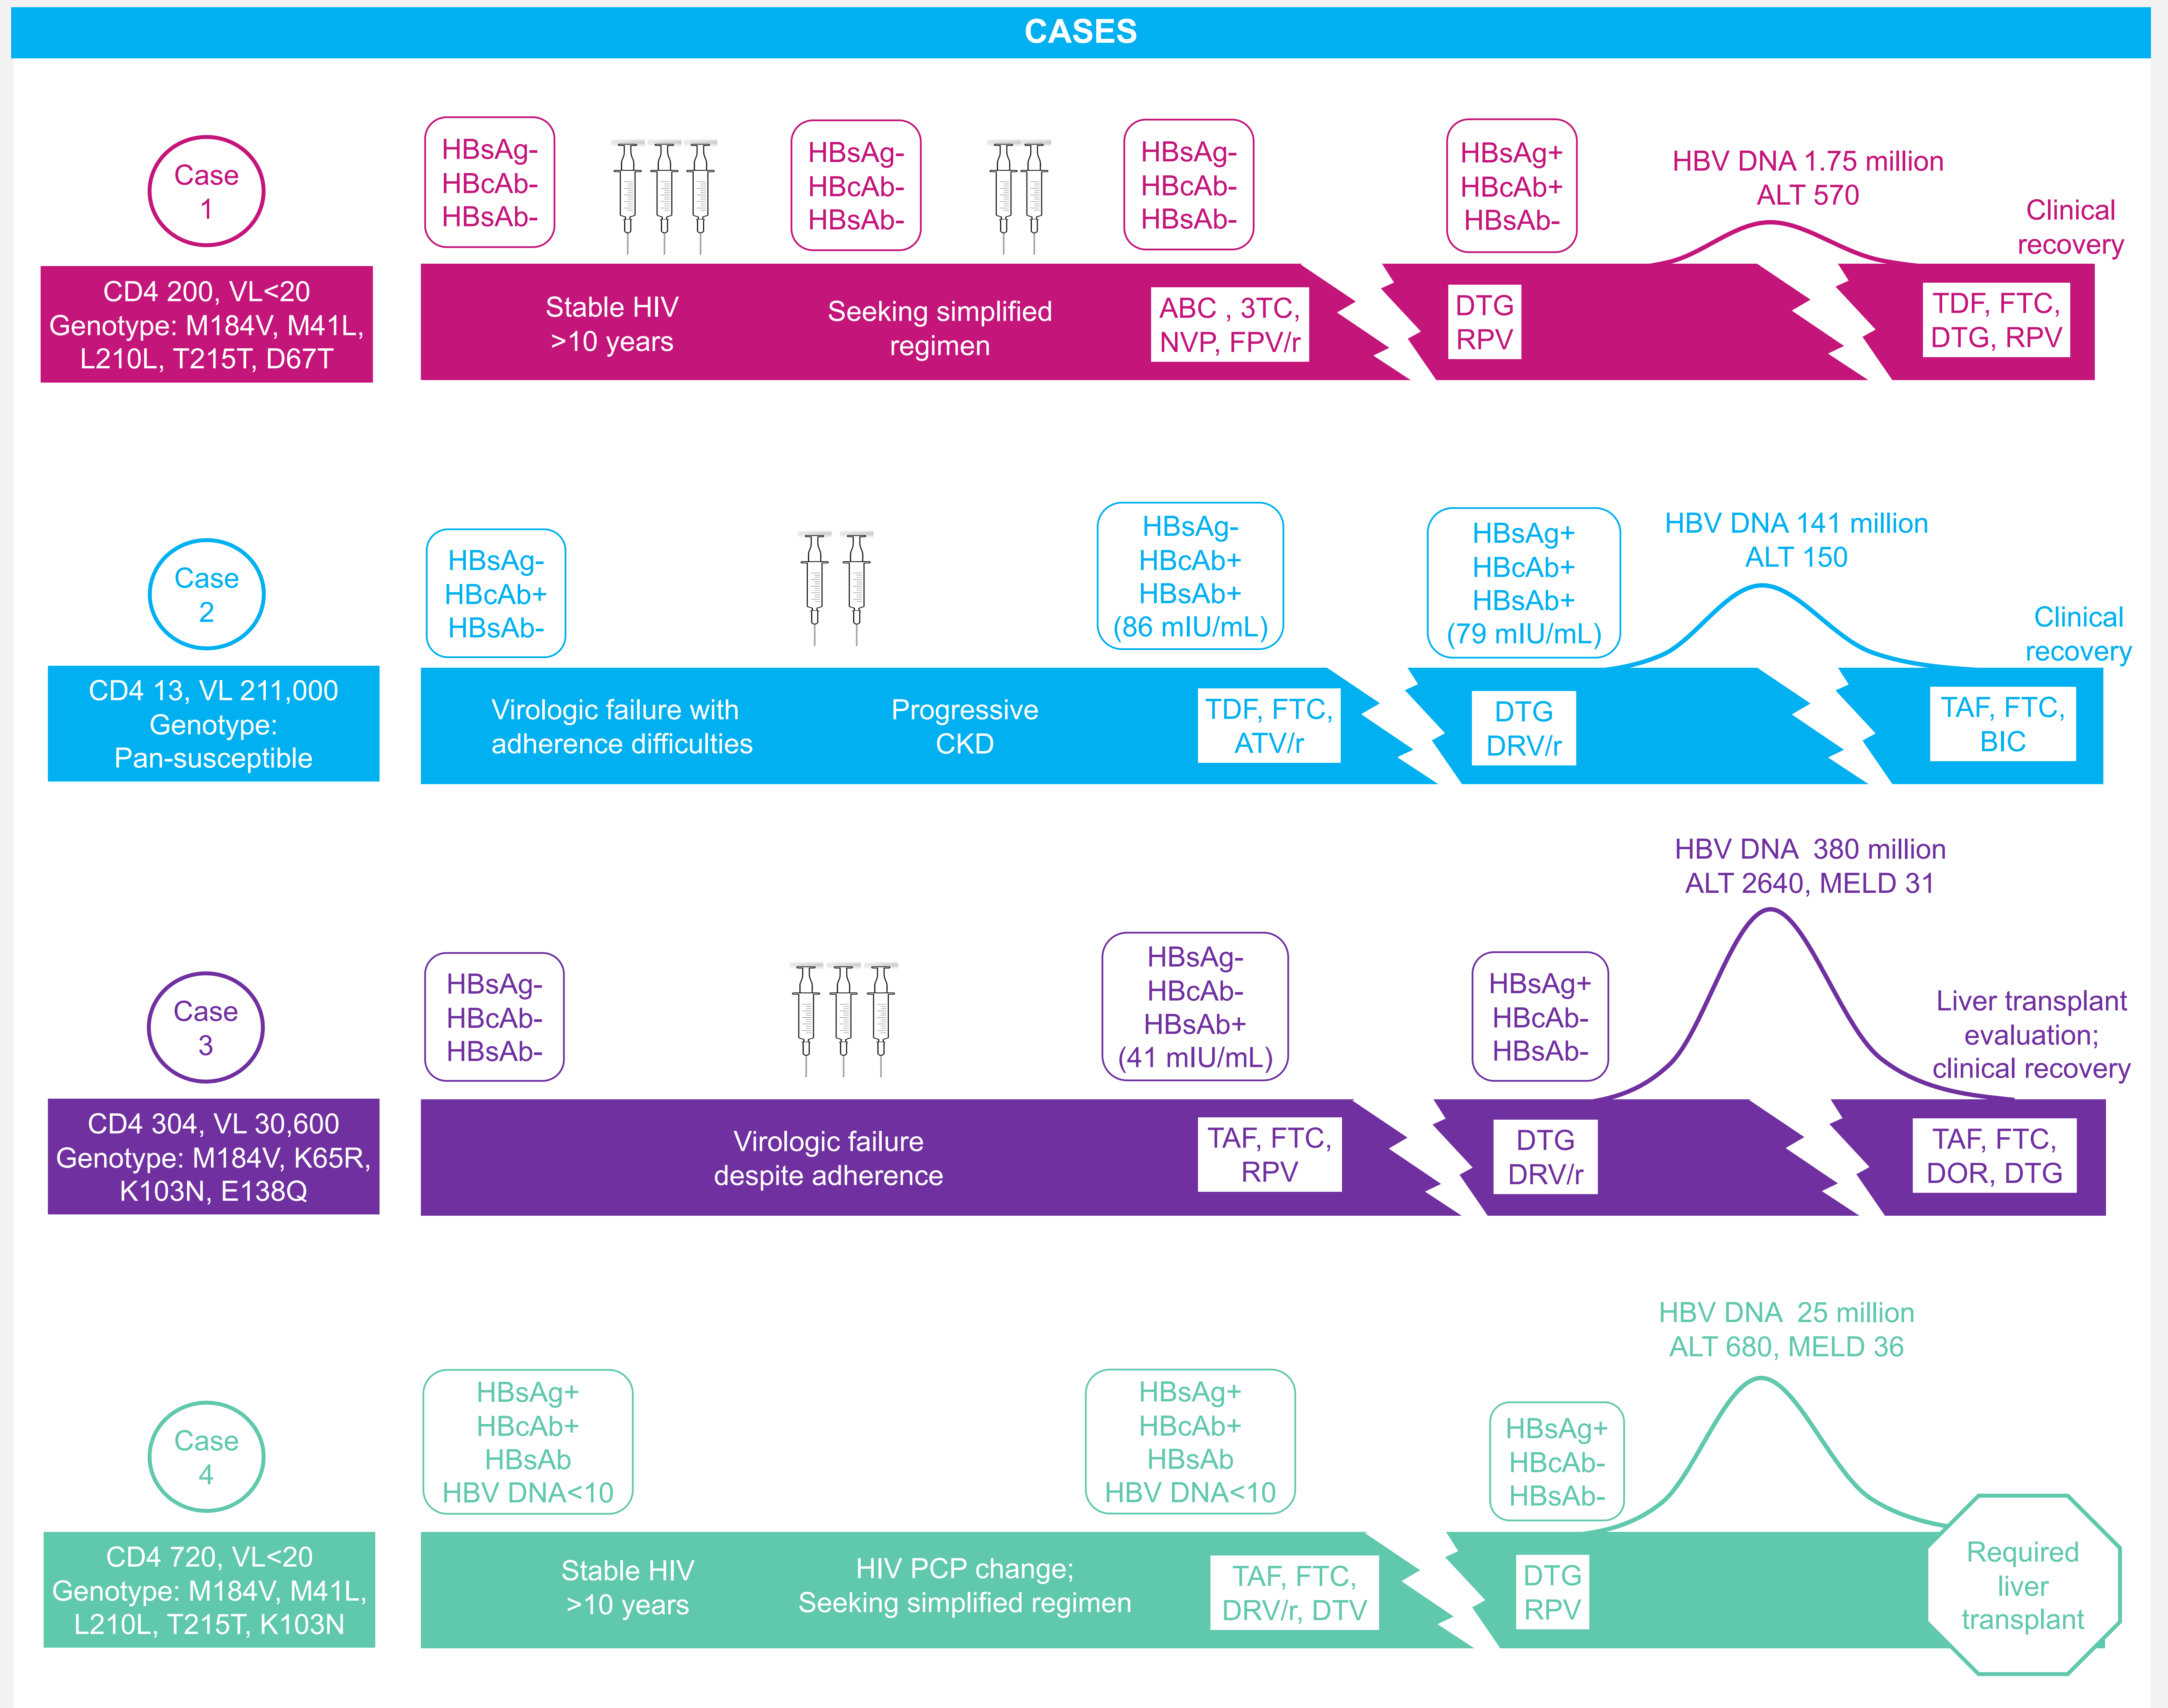 CASES
Case
1
CD4 200, VL<20
Genotype: M184V, M41L,
L210L, T215T, D67T
HBsAg-
HBcAb-
HBsAb-
HBsAg-
HBcAb-
HBsAb-
HBsAg-
HBcAb-
HBsAb-
HBsAg+
HBcAb+
HBsAb-
HBV DNA 1.75 million
ALT 570
Clinical
recovery
Stable HIV
>10 years
Seeking simplified
regimen
ABC , 3TC,
NVP, FPV/r
DTG
RPV
TDF, FTC,
DTG, RPV
Case
2
CD4 13, VL 211,000
Genotype:
Pan-susceptible
HBsAg-
HBcAb+
HBsAb-
HBsAg-
HBcAb+
HBsAb+
(86 mIU/mL)
HBsAg+
HBcAb+
HBsAb+
(79 mIU/mL)
HBV DNA 141 million
ALT 150
Clinical
recovery
Virologic failure with
adherence difficulties
Progressive
CKD
TDF, FTC,
ATV/r
DTG
DRV/r
TAF, FTC,
BIC
Case
3
CD4 304, VL 30,600
Genotype: M184V, K65R,
K103N, E138Q
HBsAg-
HBcAb-
HBsAb-
HBsAg-
HBcAb-
HBsAb+
(41 mIU/mL)
HBsAg+
HBcAb-
HBsAb-
HBV DNA  380 million
ALT 2640, MELD 31
Liver transplant
evaluation;
clinical recovery
Virologic failure
despite adherence
TAF, FTC,
RPV
DTG
DRV/r
TAF, FTC,
DOR, DTG
Case
4
CD4 720, VL<20
Genotype: M184V, M41L,
L210L, T215T, K103N
HBsAg+
HBcAb+
HBsAb
HBV DNA<10
HBsAg+
HBcAb+
HBsAb
HBV DNA<10
HBsAg+
HBcAb-
HBsAb-
HBV DNA  25 million
ALT 680, MELD 36
Stable HIV
>10 years
HIV PCP change;
Seeking simplified regimen
TAF, FTC,
DRV/r, DTV
DTG
RPV
Required
liver
transplant